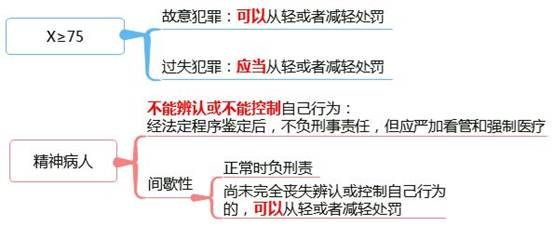 X≥75
故意犯罪：可以从轻或者减轻处罚
过失犯罪：应当从轻或者减轻处罚
精神病人
不能辨认或不能控制自己行为：
经法定程序鉴定后，不负刑事责任，但应严加看管和强制医疗
间歇性
正常时负刑责
尚未完全丧失辨认或控制自己行为
的，可以从轻或者减轻处罚